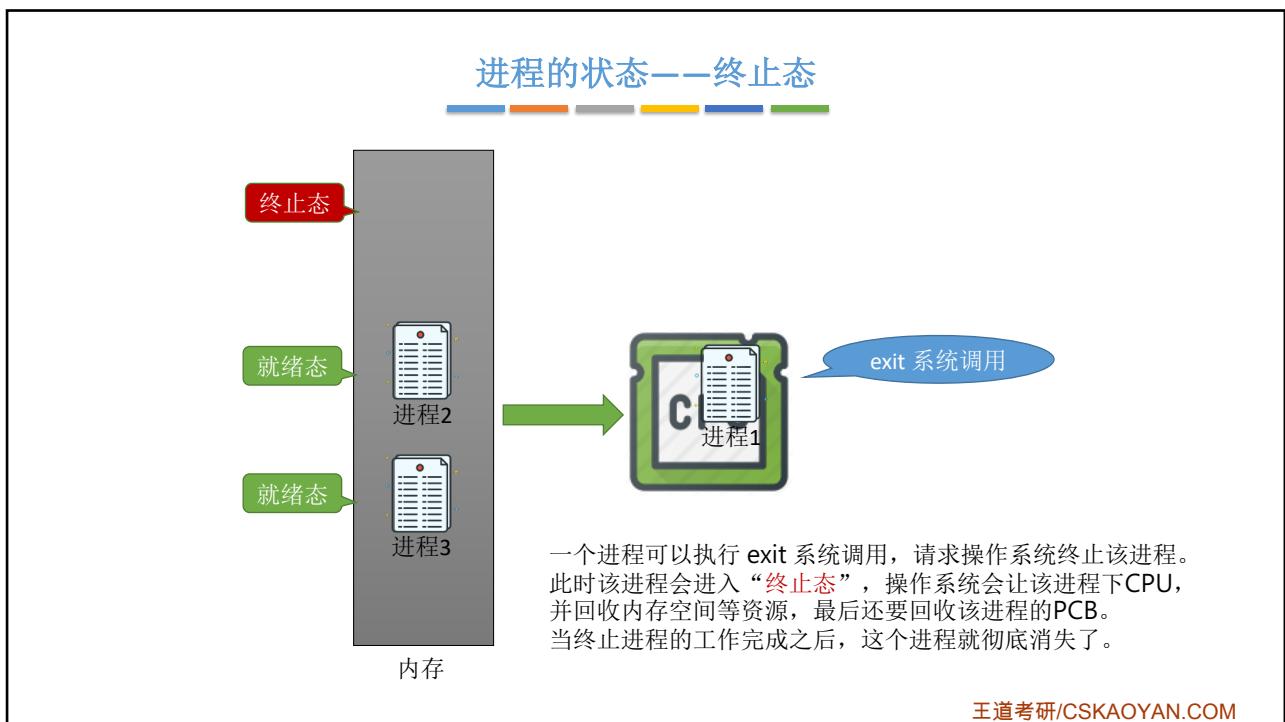 进程的状态——终止态
终止态
就绪态
进程2
就绪态
进程3
内存
进程1
exit 系统调用
一个进程可以执行 exit 系统调用，请求操作系统终止该进程。
此时该进程会进入“终止态”，操作系统会让该进程下CPU，
并回收内存空间等资源，最后还要回收该进程的PCB。
当终止进程的工作完成之后，这个进程就彻底消失了。
王道考研/CSKAOYAN.COM